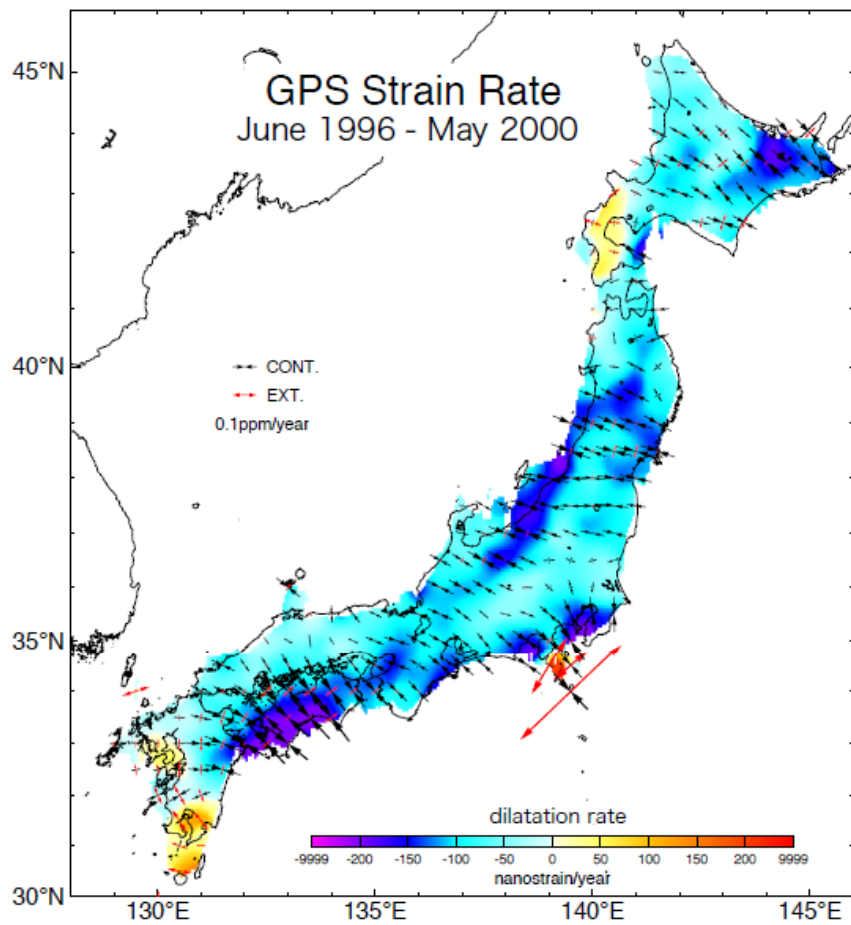 GPS Strain Rate
June 1996 - May 2000
45°N
40°N
CONT.
EXT.
0.1ppm/year
35°N
dilatation rate
-9999 -200 -150 -100 -50 0 50 100 150 200 9999
nanostrain/year
30°N
130°E 135°E 140°E 145°E